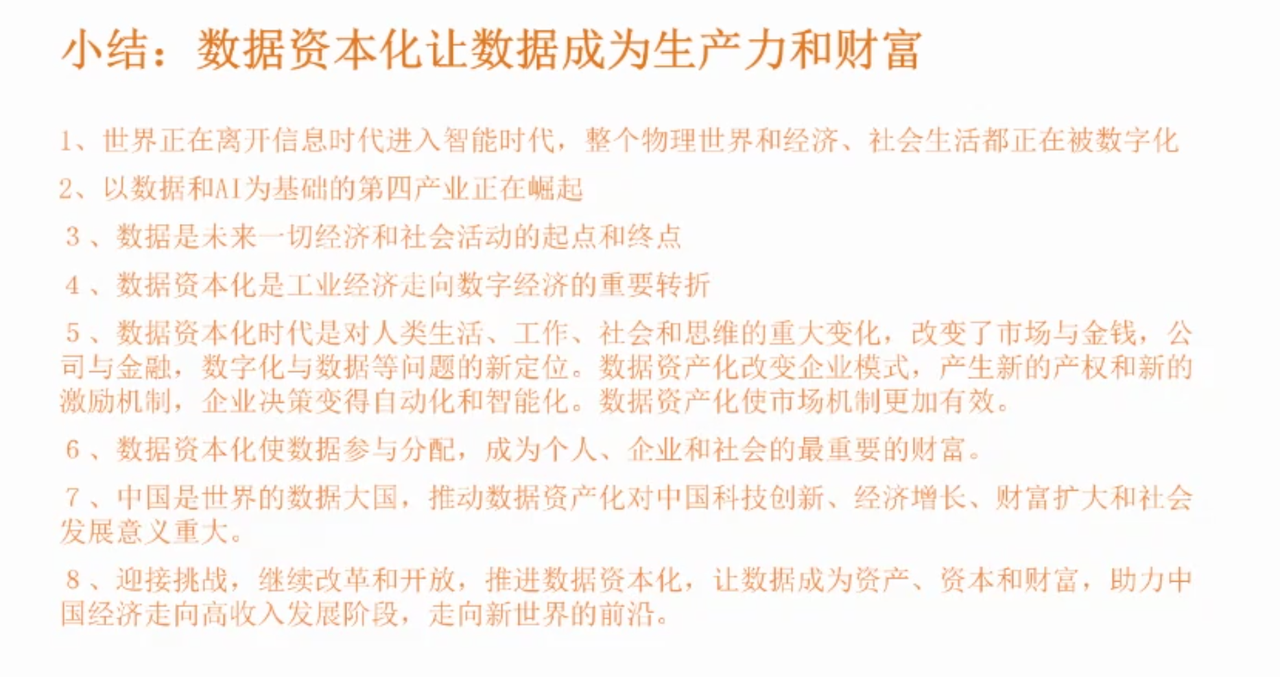 小结：数据资本化让数据成为生产力和财富
1、世界正在离开信息时代进入智能时代，整个物理世界和经济、社会生活都正在被数字化
2、以数据和AI为基础的第四产业正在崛起
３、数据是未来一切经济和社会活动的起点和终点
４、数据资本化是工业经济走向数字经济的重要转折
５、数据资本化时代是对人类生活、工作、社会和思维的重大变化，改变了市场与金钱，公
司与金融，数字化与数据等问题的新定位。数据资产化改变企业模式，产生新的产权和新的
激励机制，企业决策变得自动化和智能化。数据资产化使市场机制更加有效。
６、数据资本化使数据参与分配，成为个人、企业和社会的最重要的财富。
７、中国是世界的数据大国，推动数据资产化对中国科技创新、经济增长、财富扩大和社会
发展意义重大。
８、迎接挑战，继续改革和开放，推进数据资本化，让数据成为资产、资本和财富，助力中
国经济走向高收入发展阶段，走向新世界的前沿。